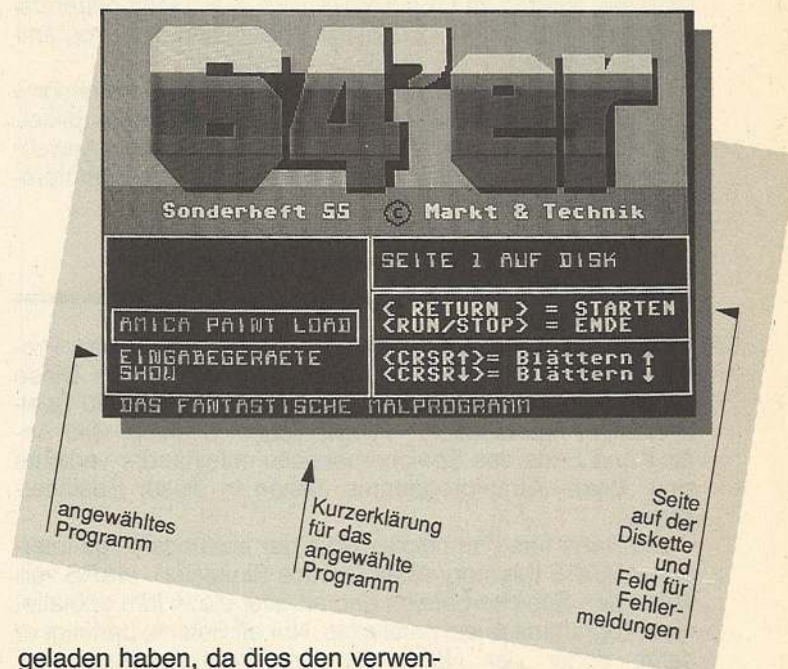 64'er
Sonderheft 55 © Markt & Technik
SEITE 1 AUF DISK
AMICA PAINT LOAD
EINGABEGERAETE
SHOW
< RETURN > = STARTEN
<RUN/STOP> = ENDE
<CRSR↑>= Blättern ↑
<CRSR↓>= Blättern ↓
DAS FANTASTISCHE MALPROGRAMM
angewähltes
Programm
Kurzerklärung
für das
angewählte
Programm
Seite
auf der
Diskette
und
Feld für
Fehler-
meldungen
geladen haben, da dies den verwen-